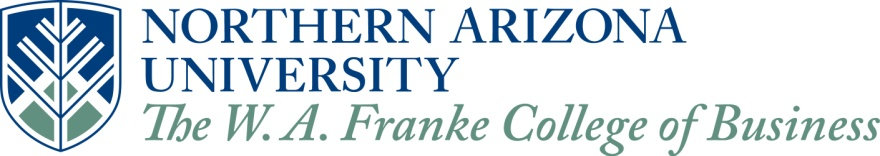 NORTHERN ARIZONA
UNIVERSITY
The W. A. Franke College of Business